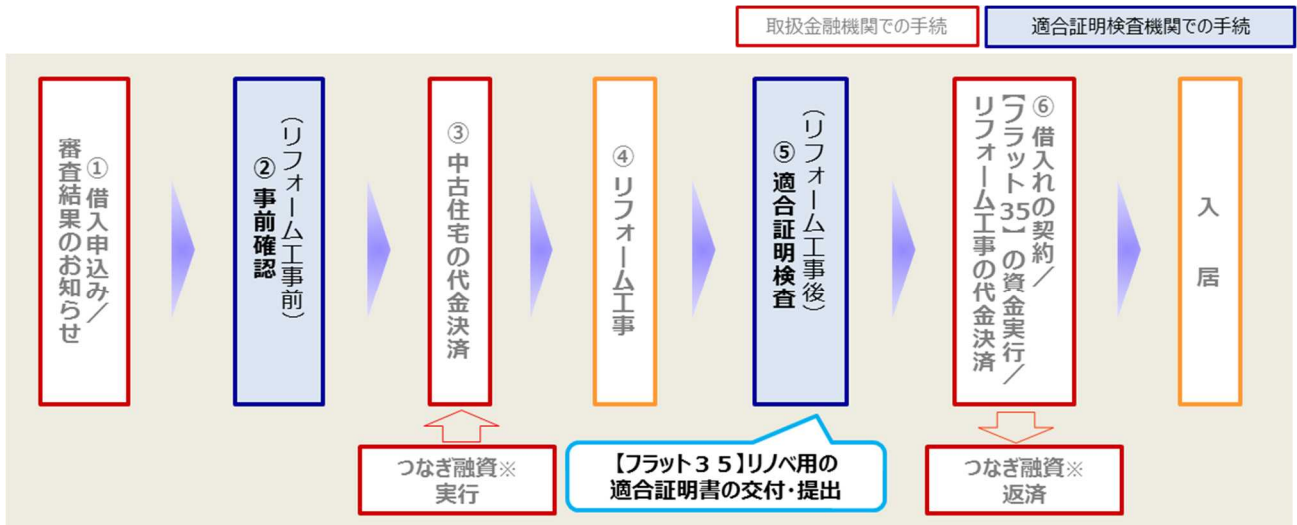 取扱金融機関での手続
適合証明検査機関での手続
① 借入申込み／
審査結果のお知らせ
（リフォーム工事前）
② 事前確認
③ 中古住宅の代金決済
④ リフォーム工事
（リフォーム工事後）
⑤ 適合証明検査
⑥ 借入れの契約／
【フラット35】の資金実行／
リフォーム工事の代金決済
入居
つなぎ融資※
実行
【フラット３５】リノベ用の
適合証明書の交付・提出
つなぎ融資※
返済